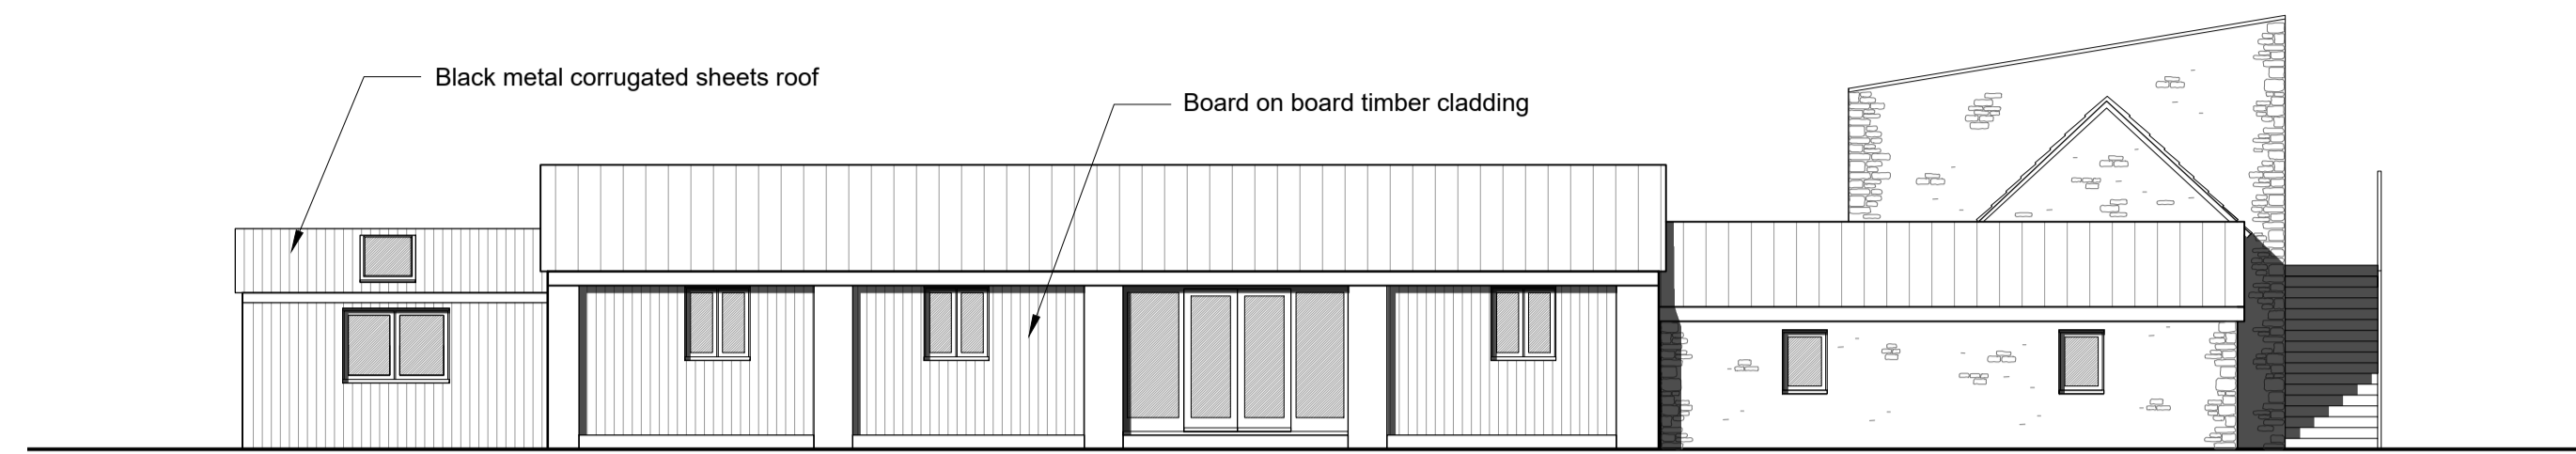 Black metal corrugated sheets roof
Board on board timber cladding